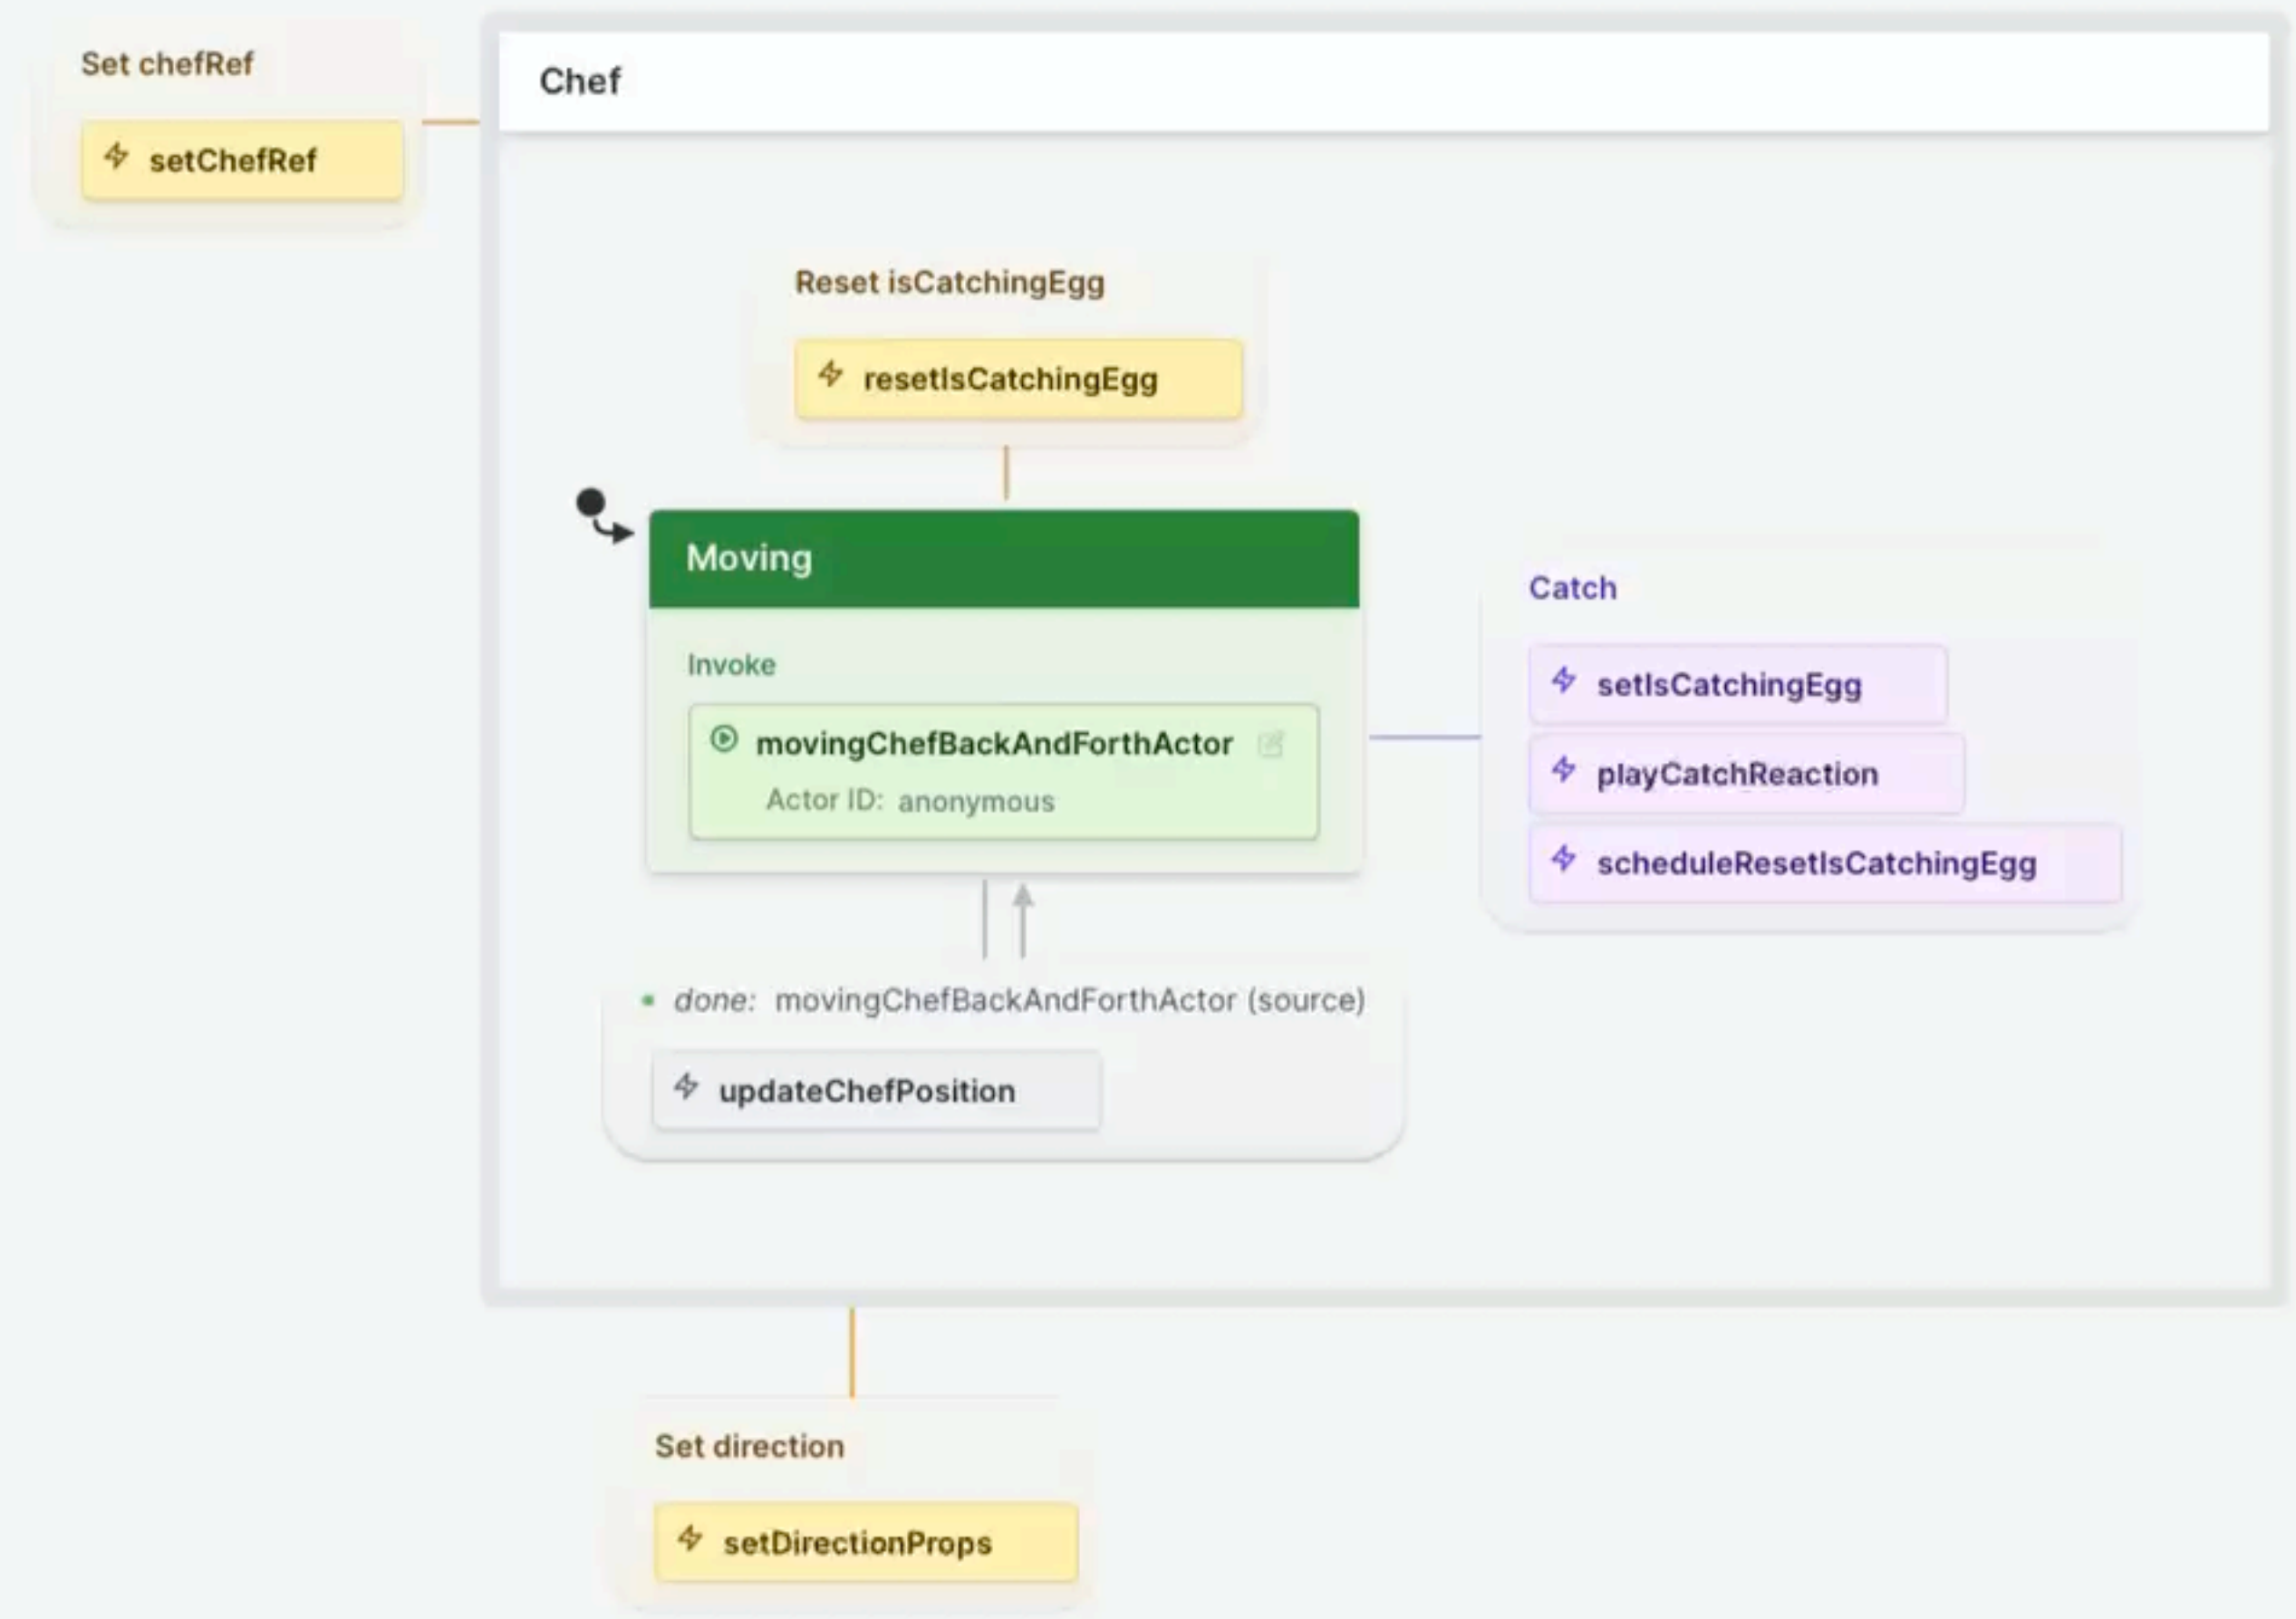 Set chefRef
setChefRef
Chef
Reset isCatchingEgg
resetIsCatchingEgg
Moving
Invoke
movingChefBackAndForthActor
Actor ID: anonymous
Catch
setIsCatchingEgg
playCatchReaction
scheduleResetIsCatchingEgg
done: movingChefBackAndForthActor (source)
updateChefPosition
Set direction
setDirectionProps